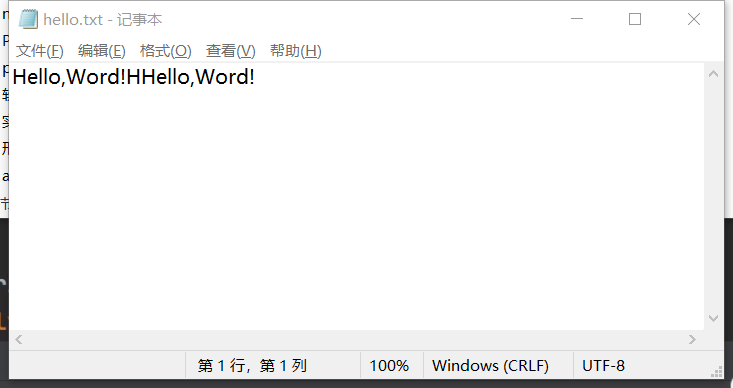 hello.txt - 记事本
文件(F) 编辑(E) 格式(O) 查看(V) 帮助(H)
Hello,Word!HHello,Word!
第 1 行，第 1 列 100% Windows (CRLF) UTF-8